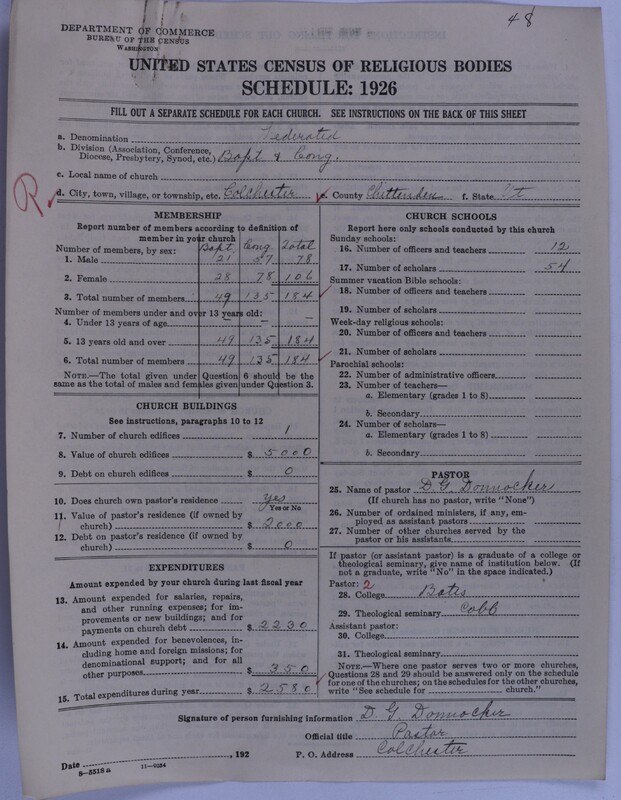 48
DEPARTMENT OF COMMERCE
BUREAU OF THE CENSUS
WASHINGTON
UNITED STATES CENSUS OF RELIGIOUS BODIES
SCHEDULE: 1926
FILL OUT A SEPARATE SCHEDULE FOR EACH CHURCH. SEE INSTRUCTIONS ON THE BACK OF THIS SHEET
a. Denomination Federated
b. Division (Association, Conference,
Diocese, Presbytery, Synod, etc.) Bapt & Cong.
c. Local name of church
R
d. City, town, village, or township, etc. Colchester County Chittenden f. State Vt
MEMBERSHIP
Report number of members according to definition of
member in your church
Number of members, by sex: Bapt Cong Total
1. Male 21 57 78
2. Female 28 78 106
3. Total number of members 49 135 184
Number of members under and over 13 years old:
4. Under 13 years of age — — —
5. 13 years old and over 49 135 184
6. Total number of members 49 135 184
NOTE.—The total given under Question 6 should be the
same as the total of males and females given under Question 3.
CHURCH BUILDINGS
See instructions, paragraphs 10 to 12
7. Number of church edifices 1
8. Value of church edifices $ 5000
9. Debt on church edifices $ 0
10. Does church own pastor's residence yes
Yes or No
11. Value of pastor's residence (if owned by
church) $ 2000
12. Debt on pastor's residence (if owned by
church) $ 0
EXPENDITURES
Amount expended by your church during last fiscal year
13. Amount expended for salaries, repairs,
and other running expenses; for im-
provements or new buildings; and for
payments on church debt $ 2230
14. Amount expended for benevolences, in-
cluding home and foreign missions; for
denominational support; and for all
other purposes $ 350
15. Total expenditures during year $ 2580
CHURCH SCHOOLS
Report here only schools conducted by this church
Sunday schools:
16. Number of officers and teachers 12
17. Number of scholars 54
Summer vacation Bible schools:
18. Number of officers and teachers
19. Number of scholars
Week-day religious schools:
20. Number of officers and teachers
21. Number of scholars
Parochial schools:
22. Number of administrative officers
23. Number of teachers—
a. Elementary (grades 1 to 8)
b. Secondary
24. Number of scholars—
a. Elementary (grades 1 to 8)
b. Secondary
PASTOR
25. Name of pastor D G Donnocker
(If church has no pastor, write "None")
26. Number of ordained ministers, if any, em-
ployed as assistant pastors
27. Number of other churches served by the
pastor or his assistants
If pastor (or assistant pastor) is a graduate of a college or
theological seminary, give name of institution below. (If
not a graduate, write "No" in the space indicated.)
Pastor: 2
28. College Bates
29. Theological seminary Cobb
Assistant pastor:
30. College
31. Theological seminary
NOTE.—Where one pastor serves two or more churches,
Questions 28 and 29 should be answered only on the schedule
for one of the churches; on the schedules for the other churches,
write "See schedule for church."
Signature of person furnishing information D G Donnocker
Official title Pastor
Date , 192 P. O. Address Colchester
8—5318a 11—9324